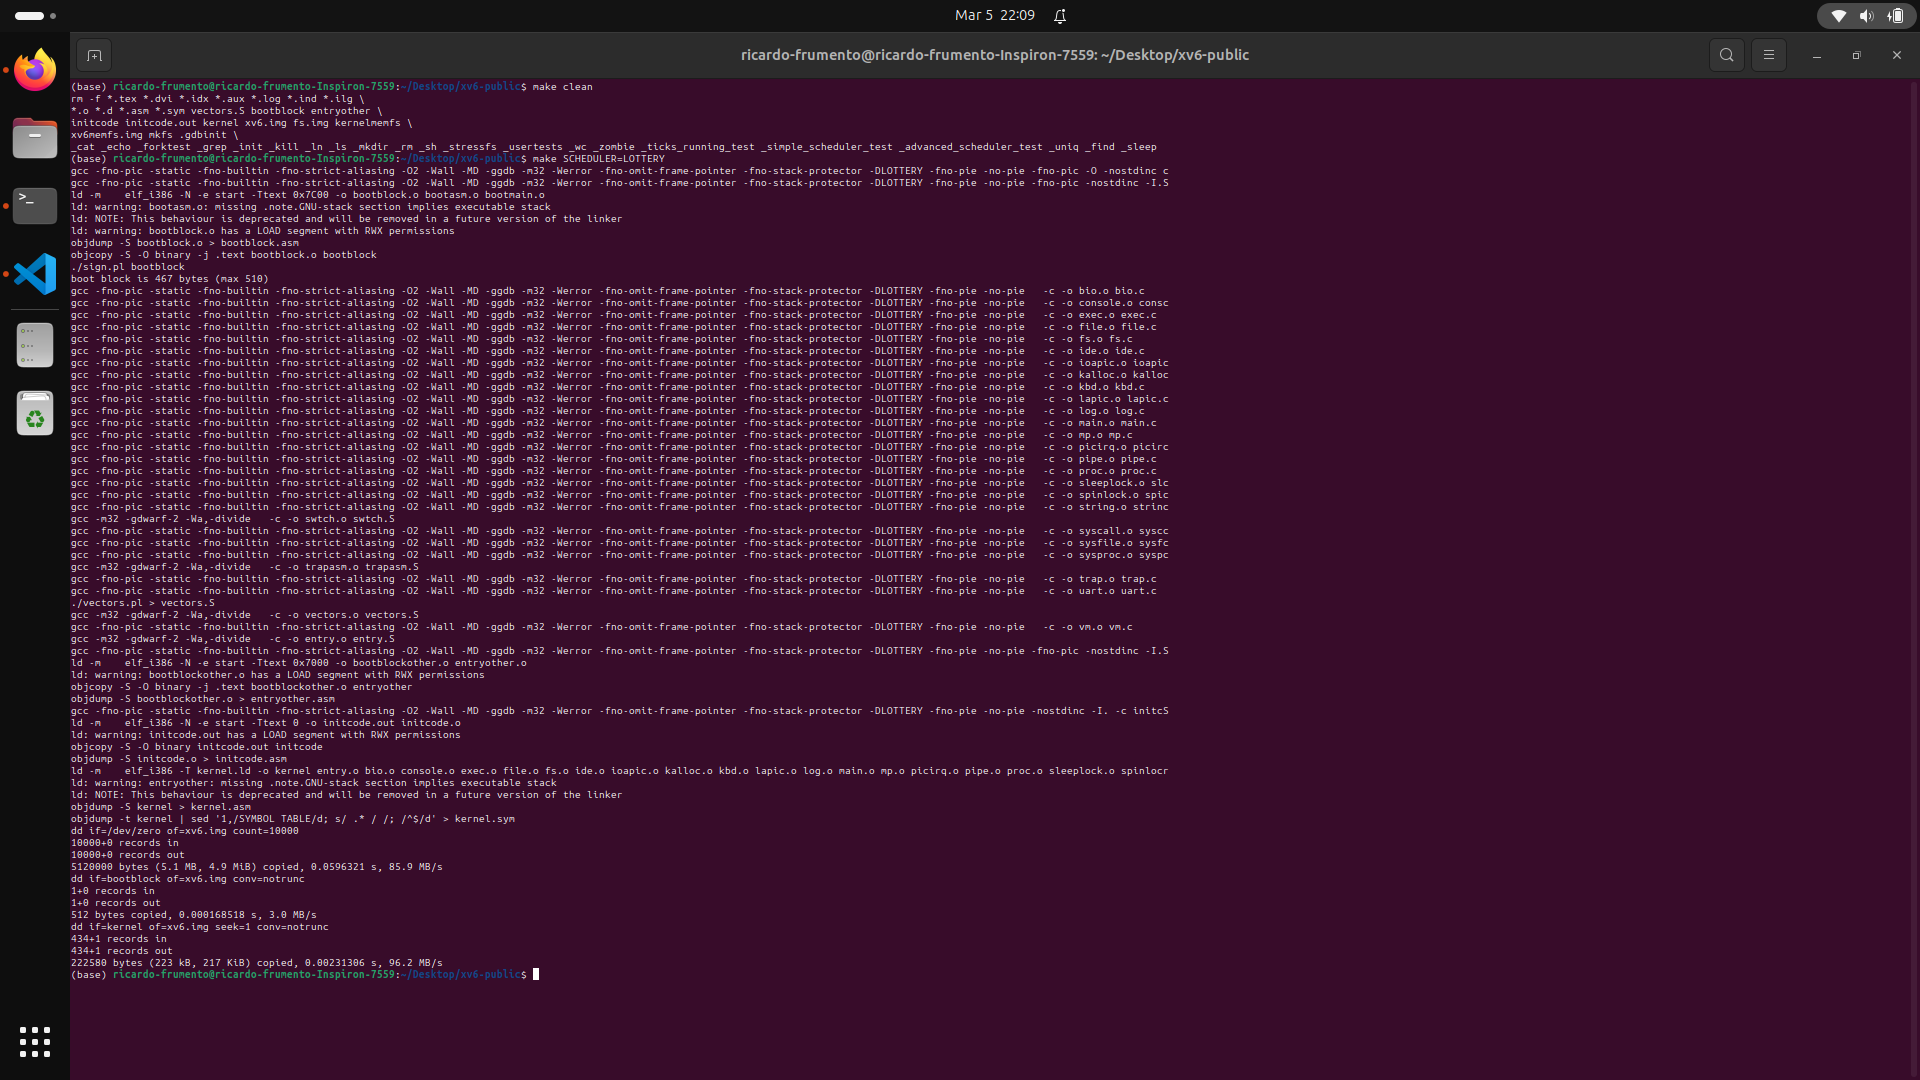 Mar 5 22:09
ricardo-frumento@ricardo-frumento-Inspiron-7559: ~/Desktop/xv6-public
(base) ricardo-frumento@ricardo-frumento-Inspiron-7559:~/Desktop/xv6-public$ make clean
rm -f *.tex *.dvi *.idx *.aux *.log *.ind *.ilg \
*.o *.d *.asm *.sym vectors.S bootblock entryother \
initcode initcode.out kernel xv6.img fs.img kernelmemfs \
xv6memfs.img mkfs .gdbinit \
_cat _echo _forktest _grep _init _kill _ln _ls _mkdir _rm _sh _stressfs _usertests _wc _zombie _ticks_running_test _simple_scheduler_test _advanced_scheduler_test _uniq _find _sleep
(base) ricardo-frumento@ricardo-frumento-Inspiron-7559:~/Desktop/xv6-public$ make SCHEDULER=LOTTERY
gcc -fno-pic -static -fno-builtin -fno-strict-aliasing -O2 -Wall -MD -ggdb -m32 -Werror -fno-omit-frame-pointer -fno-stack-protector -DLOTTERY -fno-pie -no-pie -fno-pic -O -nostdinc c
gcc -fno-pic -static -fno-builtin -fno-strict-aliasing -O2 -Wall -MD -ggdb -m32 -Werror -fno-omit-frame-pointer -fno-stack-protector -DLOTTERY -fno-pie -no-pie -fno-pic -nostdinc -I.S
ld -m    elf_i386 -N -e start -Ttext 0x7C00 -o bootblock.o bootasm.o bootmain.o
ld: warning: bootasm.o: missing .note.GNU-stack section implies executable stack
ld: NOTE: This behaviour is deprecated and will be removed in a future version of the linker
ld: warning: bootblock.o has a LOAD segment with RWX permissions
objdump -S bootblock.o > bootblock.asm
objcopy -S -O binary -j .text bootblock.o bootblock
./sign.pl bootblock
boot block is 467 bytes (max 510)
gcc -fno-pic -static -fno-builtin -fno-strict-aliasing -O2 -Wall -MD -ggdb -m32 -Werror -fno-omit-frame-pointer -fno-stack-protector -DLOTTERY -fno-pie -no-pie   -c -o bio.o bio.c
gcc -fno-pic -static -fno-builtin -fno-strict-aliasing -O2 -Wall -MD -ggdb -m32 -Werror -fno-omit-frame-pointer -fno-stack-protector -DLOTTERY -fno-pie -no-pie   -c -o console.o consc
gcc -fno-pic -static -fno-builtin -fno-strict-aliasing -O2 -Wall -MD -ggdb -m32 -Werror -fno-omit-frame-pointer -fno-stack-protector -DLOTTERY -fno-pie -no-pie   -c -o exec.o exec.c
gcc -fno-pic -static -fno-builtin -fno-strict-aliasing -O2 -Wall -MD -ggdb -m32 -Werror -fno-omit-frame-pointer -fno-stack-protector -DLOTTERY -fno-pie -no-pie   -c -o file.o file.c
gcc -fno-pic -static -fno-builtin -fno-strict-aliasing -O2 -Wall -MD -ggdb -m32 -Werror -fno-omit-frame-pointer -fno-stack-protector -DLOTTERY -fno-pie -no-pie   -c -o fs.o fs.c
gcc -fno-pic -static -fno-builtin -fno-strict-aliasing -O2 -Wall -MD -ggdb -m32 -Werror -fno-omit-frame-pointer -fno-stack-protector -DLOTTERY -fno-pie -no-pie   -c -o ide.o ide.c
gcc -fno-pic -static -fno-builtin -fno-strict-aliasing -O2 -Wall -MD -ggdb -m32 -Werror -fno-omit-frame-pointer -fno-stack-protector -DLOTTERY -fno-pie -no-pie   -c -o ioapic.o ioapic
gcc -fno-pic -static -fno-builtin -fno-strict-aliasing -O2 -Wall -MD -ggdb -m32 -Werror -fno-omit-frame-pointer -fno-stack-protector -DLOTTERY -fno-pie -no-pie   -c -o kalloc.o kalloc
gcc -fno-pic -static -fno-builtin -fno-strict-aliasing -O2 -Wall -MD -ggdb -m32 -Werror -fno-omit-frame-pointer -fno-stack-protector -DLOTTERY -fno-pie -no-pie   -c -o kbd.o kbd.c
gcc -fno-pic -static -fno-builtin -fno-strict-aliasing -O2 -Wall -MD -ggdb -m32 -Werror -fno-omit-frame-pointer -fno-stack-protector -DLOTTERY -fno-pie -no-pie   -c -o lapic.o lapic.c
gcc -fno-pic -static -fno-builtin -fno-strict-aliasing -O2 -Wall -MD -ggdb -m32 -Werror -fno-omit-frame-pointer -fno-stack-protector -DLOTTERY -fno-pie -no-pie   -c -o log.o log.c
gcc -fno-pic -static -fno-builtin -fno-strict-aliasing -O2 -Wall -MD -ggdb -m32 -Werror -fno-omit-frame-pointer -fno-stack-protector -DLOTTERY -fno-pie -no-pie   -c -o main.o main.c
gcc -fno-pic -static -fno-builtin -fno-strict-aliasing -O2 -Wall -MD -ggdb -m32 -Werror -fno-omit-frame-pointer -fno-stack-protector -DLOTTERY -fno-pie -no-pie   -c -o mp.o mp.c
gcc -fno-pic -static -fno-builtin -fno-strict-aliasing -O2 -Wall -MD -ggdb -m32 -Werror -fno-omit-frame-pointer -fno-stack-protector -DLOTTERY -fno-pie -no-pie   -c -o picirq.o picirc
gcc -fno-pic -static -fno-builtin -fno-strict-aliasing -O2 -Wall -MD -ggdb -m32 -Werror -fno-omit-frame-pointer -fno-stack-protector -DLOTTERY -fno-pie -no-pie   -c -o pipe.o pipe.c
gcc -fno-pic -static -fno-builtin -fno-strict-aliasing -O2 -Wall -MD -ggdb -m32 -Werror -fno-omit-frame-pointer -fno-stack-protector -DLOTTERY -fno-pie -no-pie   -c -o proc.o proc.c
gcc -fno-pic -static -fno-builtin -fno-strict-aliasing -O2 -Wall -MD -ggdb -m32 -Werror -fno-omit-frame-pointer -fno-stack-protector -DLOTTERY -fno-pie -no-pie   -c -o sleeplock.o slc
gcc -fno-pic -static -fno-builtin -fno-strict-aliasing -O2 -Wall -MD -ggdb -m32 -Werror -fno-omit-frame-pointer -fno-stack-protector -DLOTTERY -fno-pie -no-pie   -c -o spinlock.o spic
gcc -fno-pic -static -fno-builtin -fno-strict-aliasing -O2 -Wall -MD -ggdb -m32 -Werror -fno-omit-frame-pointer -fno-stack-protector -DLOTTERY -fno-pie -no-pie   -c -o string.o strinc
gcc -m32 -gdwarf-2 -Wa,-divide   -c -o swtch.o swtch.S
gcc -fno-pic -static -fno-builtin -fno-strict-aliasing -O2 -Wall -MD -ggdb -m32 -Werror -fno-omit-frame-pointer -fno-stack-protector -DLOTTERY -fno-pie -no-pie   -c -o syscall.o syscc
gcc -fno-pic -static -fno-builtin -fno-strict-aliasing -O2 -Wall -MD -ggdb -m32 -Werror -fno-omit-frame-pointer -fno-stack-protector -DLOTTERY -fno-pie -no-pie   -c -o sysfile.o sysfc
gcc -fno-pic -static -fno-builtin -fno-strict-aliasing -O2 -Wall -MD -ggdb -m32 -Werror -fno-omit-frame-pointer -fno-stack-protector -DLOTTERY -fno-pie -no-pie   -c -o sysproc.o syspc
gcc -m32 -gdwarf-2 -Wa,-divide   -c -o trapasm.o trapasm.S
gcc -fno-pic -static -fno-builtin -fno-strict-aliasing -O2 -Wall -MD -ggdb -m32 -Werror -fno-omit-frame-pointer -fno-stack-protector -DLOTTERY -fno-pie -no-pie   -c -o trap.o trap.c
gcc -fno-pic -static -fno-builtin -fno-strict-aliasing -O2 -Wall -MD -ggdb -m32 -Werror -fno-omit-frame-pointer -fno-stack-protector -DLOTTERY -fno-pie -no-pie   -c -o uart.o uart.c
./vectors.pl > vectors.S
gcc -m32 -gdwarf-2 -Wa,-divide   -c -o vectors.o vectors.S
gcc -fno-pic -static -fno-builtin -fno-strict-aliasing -O2 -Wall -MD -ggdb -m32 -Werror -fno-omit-frame-pointer -fno-stack-protector -DLOTTERY -fno-pie -no-pie   -c -o vm.o vm.c
gcc -m32 -gdwarf-2 -Wa,-divide   -c -o entry.o entry.S
gcc -fno-pic -static -fno-builtin -fno-strict-aliasing -O2 -Wall -MD -ggdb -m32 -Werror -fno-omit-frame-pointer -fno-stack-protector -DLOTTERY -fno-pie -no-pie -fno-pic -nostdinc -I.S
ld -m    elf_i386 -N -e start -Ttext 0x7000 -o bootblockother.o entryother.o
ld: warning: bootblockother.o has a LOAD segment with RWX permissions
objcopy -S -O binary -j .text bootblockother.o entryother
objdump -S bootblockother.o > entryother.asm
gcc -fno-pic -static -fno-builtin -fno-strict-aliasing -O2 -Wall -MD -ggdb -m32 -Werror -fno-omit-frame-pointer -fno-stack-protector -DLOTTERY -fno-pie -no-pie -nostdinc -I. -c initcS
ld -m    elf_i386 -N -e start -Ttext 0 -o initcode.out initcode.o
ld: warning: initcode.out has a LOAD segment with RWX permissions
objcopy -S -O binary initcode.out initcode
objdump -S initcode.o > initcode.asm
ld -m    elf_i386 -T kernel.ld -o kernel entry.o bio.o console.o exec.o file.o fs.o ide.o ioapic.o kalloc.o kbd.o lapic.o log.o main.o mp.o picirq.o pipe.o proc.o sleeplock.o spinlocr
ld: warning: entryother: missing .note.GNU-stack section implies executable stack
ld: NOTE: This behaviour is deprecated and will be removed in a future version of the linker
objdump -S kernel > kernel.asm
objdump -t kernel | sed '1,/SYMBOL TABLE/d; s/ .* / /; /^$/d' > kernel.sym
dd if=/dev/zero of=xv6.img count=10000
10000+0 records in
10000+0 records out
5120000 bytes (5.1 MB, 4.9 MiB) copied, 0.0596321 s, 85.9 MB/s
dd if=bootblock of=xv6.img conv=notrunc
1+0 records in
1+0 records out
512 bytes copied, 0.000168518 s, 3.0 MB/s
dd if=kernel of=xv6.img seek=1 conv=notrunc
434+1 records in
434+1 records out
222580 bytes (223 kB, 217 KiB) copied, 0.00231306 s, 96.2 MB/s
(base) ricardo-frumento@ricardo-frumento-Inspiron-7559:~/Desktop/xv6-public$